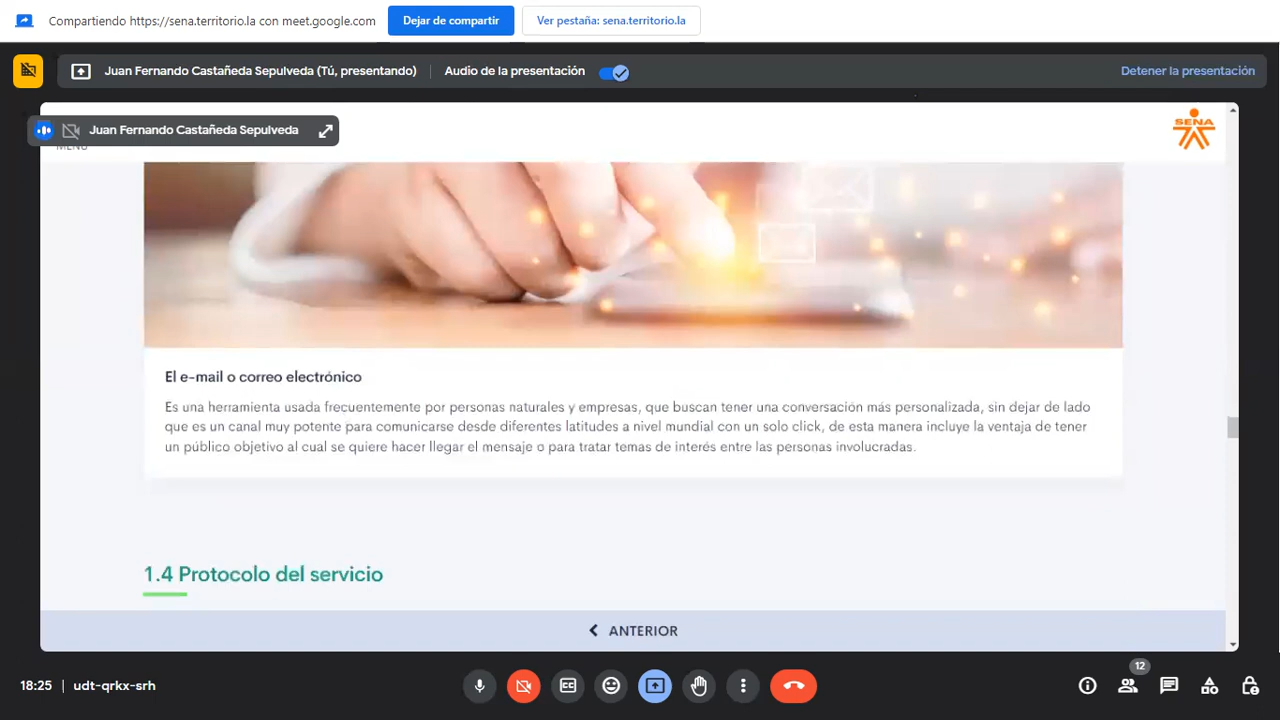 Compartiendo https://sena.territorio.la con meet.google.com
Dejar de compartir
Ver pestaña: sena.territorio.la
Juan Fernando Castañeda Sepulveda (Tú, presentando)
Audio de la presentación
Detener la presentación
Juan Fernando Castañeda Sepulveda
MENÚ
SENA
El e-mail o correo electrónico
Es una herramienta usada frecuentemente por personas naturales y empresas, que buscan tener una conversación más personalizada, sin dejar de lado
que es un canal muy potente para comunicarse desde diferentes latitudes a nivel mundial con un solo click, de esta manera incluye la ventaja de tener
un público objetivo al cual se quiere hacer llegar el mensaje o para tratar temas de interés entre las personas involucradas.
1.4 Protocolo del servicio
ANTERIOR
18:25 | udt-qrkx-srh
12